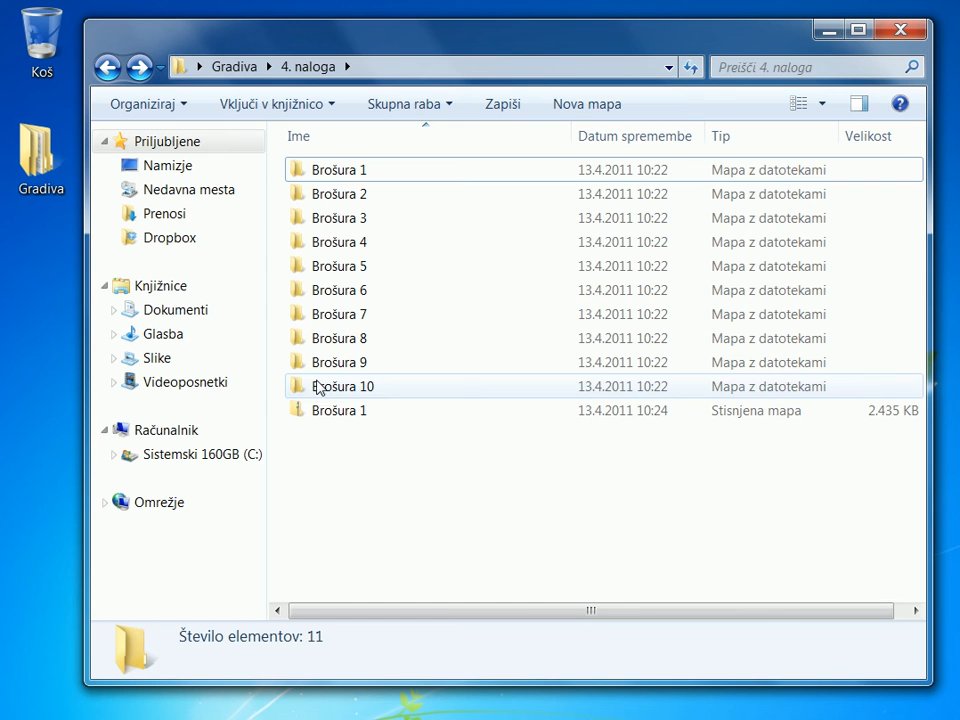 Koš
Gradiva
Gradiva 4. naloga
Preišči 4. naloga
Organiziraj Vključi v knjižnico Skupna raba Zapiši Nova mapa
Priljubljene
Namizje
Nedavna mesta
Prenosi
Dropbox
Knjižnice
Dokumenti
Glasba
Slike
Videoposnetki
Računalnik
Sistemski 160GB (C:)
Omrežje
Ime Datum spremembe Tip Velikost
Brošura 1 13.4.2011 10:22 Mapa z datotekami
Brošura 2 13.4.2011 10:22 Mapa z datotekami
Brošura 3 13.4.2011 10:22 Mapa z datotekami
Brošura 4 13.4.2011 10:22 Mapa z datotekami
Brošura 5 13.4.2011 10:22 Mapa z datotekami
Brošura 6 13.4.2011 10:22 Mapa z datotekami
Brošura 7 13.4.2011 10:22 Mapa z datotekami
Brošura 8 13.4.2011 10:22 Mapa z datotekami
Brošura 9 13.4.2011 10:22 Mapa z datotekami
Brošura 10 13.4.2011 10:22 Mapa z datotekami
Brošura 1 13.4.2011 10:24 Stisnjena mapa 2.435 KB
Število elementov: 11